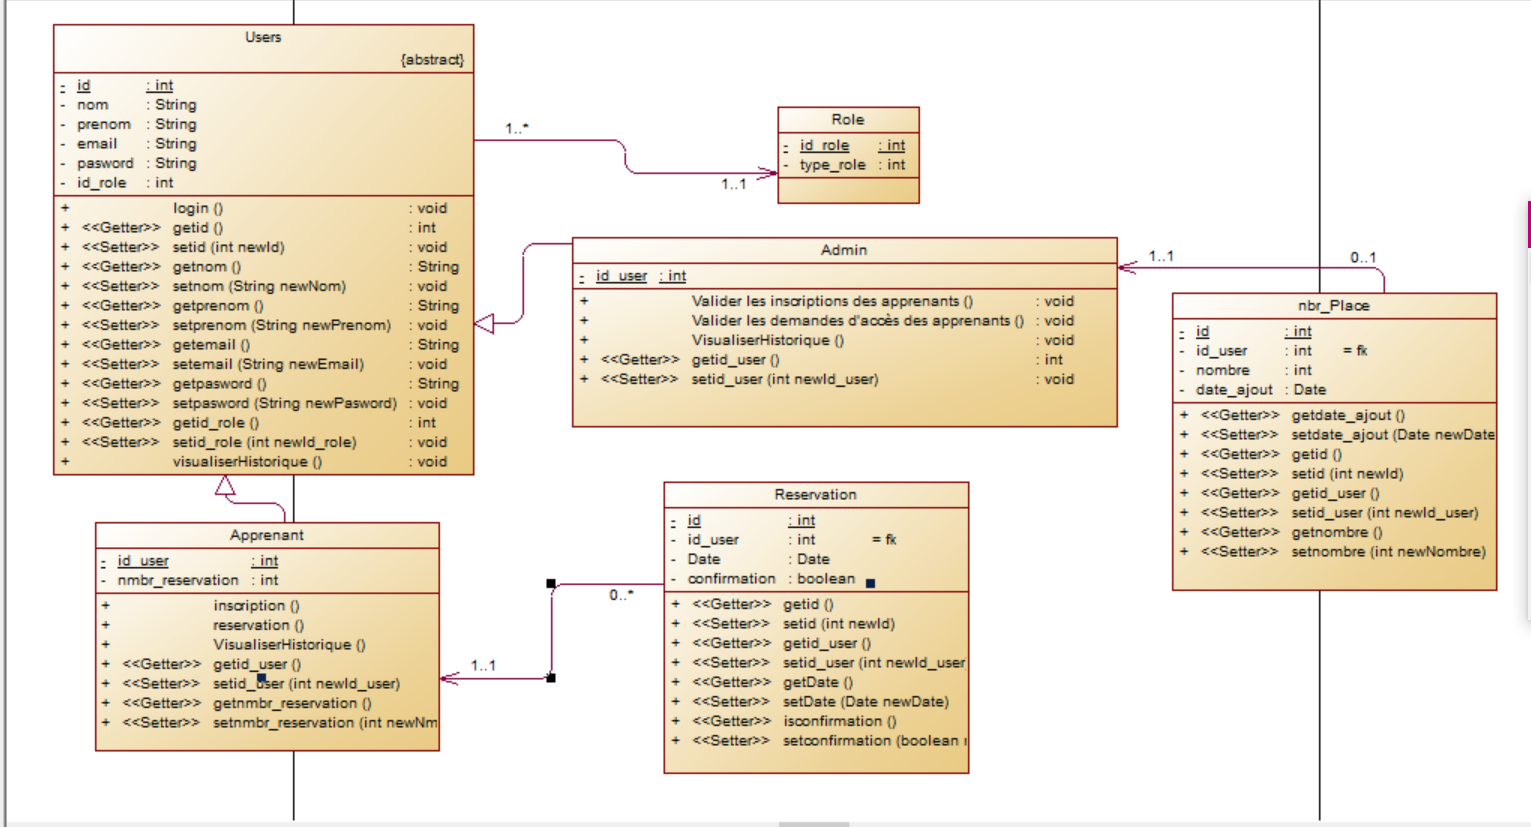 Users
{abstract}
- id : int
- nom : String
- prenom : String
- email : String
- pasword : String
- id_role : int
+ login () : void
+ <<Getter>> getid () : int
+ <<Setter>> setid (int newId) : void
+ <<Getter>> getnom () : String
+ <<Setter>> setnom (String newNom) : void
+ <<Getter>> getprenom () : String
+ <<Setter>> setprenom (String newPrenom) : void
+ <<Getter>> getemail () : String
+ <<Setter>> setemail (String newEmail) : void
+ <<Getter>> getpasword () : String
+ <<Setter>> setpasword (String newPasword) : void
+ <<Getter>> getid_role () : int
+ <<Setter>> setid_role (int newId_role) : void
+ visualiserHistorique () : void
1..*
1..1
Role
- id_role : int
- type_role : int
Admin
- id_user : int
+ Valider les inscriptions des apprenants () : void
+ Valider les demandes d'accès des apprenants () : void
+ VisualiserHistorique () : void
+ <<Getter>> getid_user () : int
+ <<Setter>> setid_user (int newId_user) : void
1..1
0..1
nbr_Place
- id : int
- id_user : int = fk
- nombre : int
- date_ajout : Date
+ <<Getter>> getdate_ajout ()
+ <<Setter>> setdate_ajout (Date newDate
+ <<Getter>> getid ()
+ <<Setter>> setid (int newId)
+ <<Getter>> getid_user ()
+ <<Setter>> setid_user (int newId_user)
+ <<Getter>> getnombre ()
+ <<Setter>> setnombre (int newNombre)
Apprenant
- id_user : int
- nmbr_reservation : int
+ inscription ()
+ reservation ()
+ VisualiserHistorique ()
+ <<Getter>> getid_user ()
+ <<Setter>> setid_user (int newId_user)
+ <<Getter>> getnmbr_reservation ()
+ <<Setter>> setnmbr_reservation (int newNm
1..1
0..*
Reservation
- id : int
- id_user : int = fk
- Date : Date
- confirmation : boolean
+ <<Getter>> getid ()
+ <<Setter>> setid (int newId)
+ <<Getter>> getid_user ()
+ <<Setter>> setid_user (int newId_user
+ <<Getter>> getDate ()
+ <<Setter>> setDate (Date newDate)
+ <<Getter>> isconfirmation ()
+ <<Setter>> setconfirmation (boolean